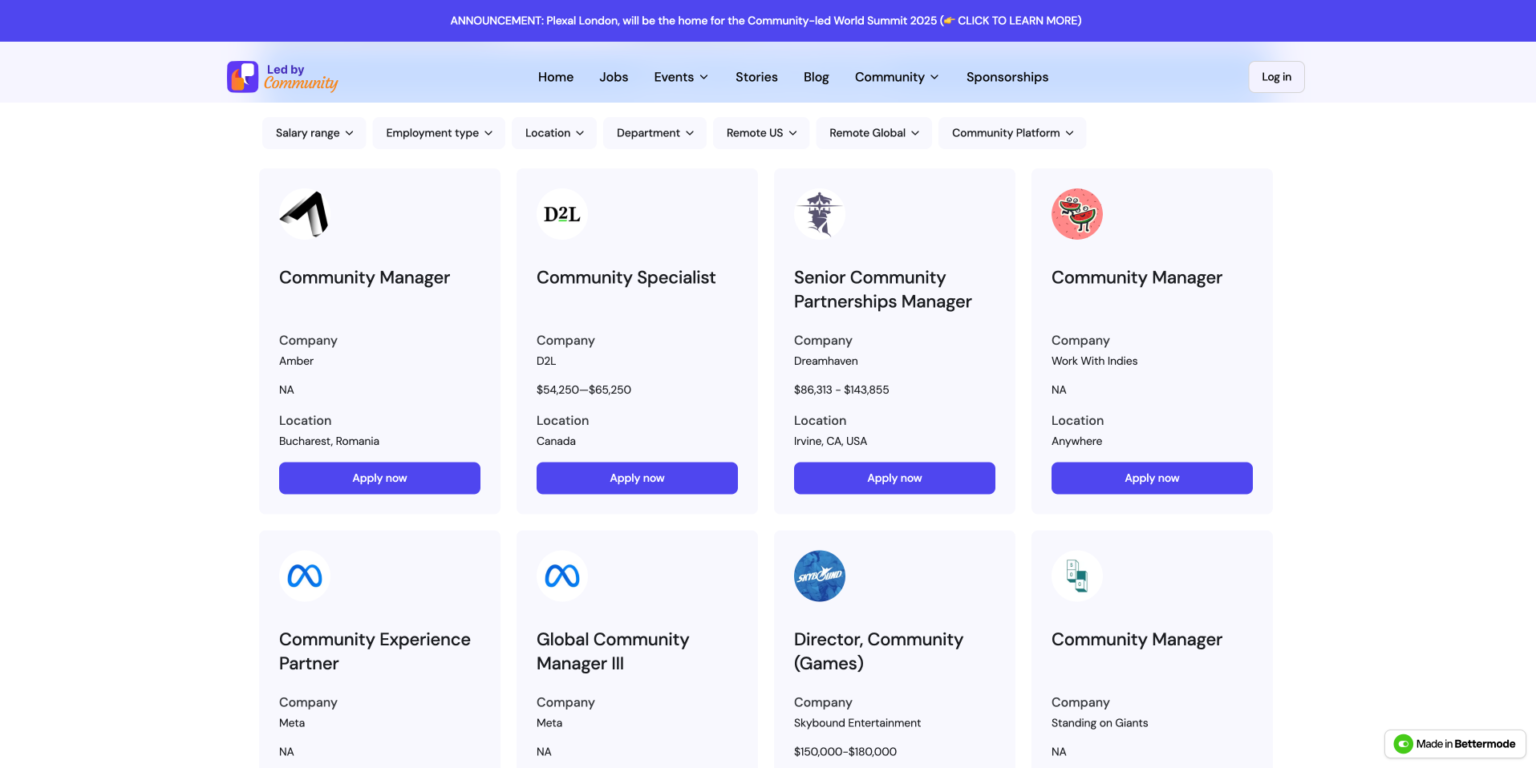 ANNOUNCEMENT: Plexal London, will be the home for the Community-led World Summit 2025 (👉 CLICK TO LEARN MORE)
Led by
Community
Home Jobs Events Stories Blog Community Sponsorships Log in
Salary range Employment type Location Department Remote US Remote Global Community Platform
D2L
Community Manager Community Specialist Senior Community Community Manager
Partnerships Manager
Company Company Company Company
Amber D2L Dreamhaven Work With Indies
NA $54,250—$65,250 $86,313 - $143,855 NA
Location Location Location Location
Bucharest, Romania Canada Irvine, CA, USA Anywhere
Apply now Apply now Apply now Apply now
SKYBOUND
Community Experience Global Community Director, Community Community Manager
Partner Manager III (Games)
Company Company Company Company
Meta Meta Skybound Entertainment Standing on Giants
NA NA $150,000-$180,000 NA
Made in Bettermode